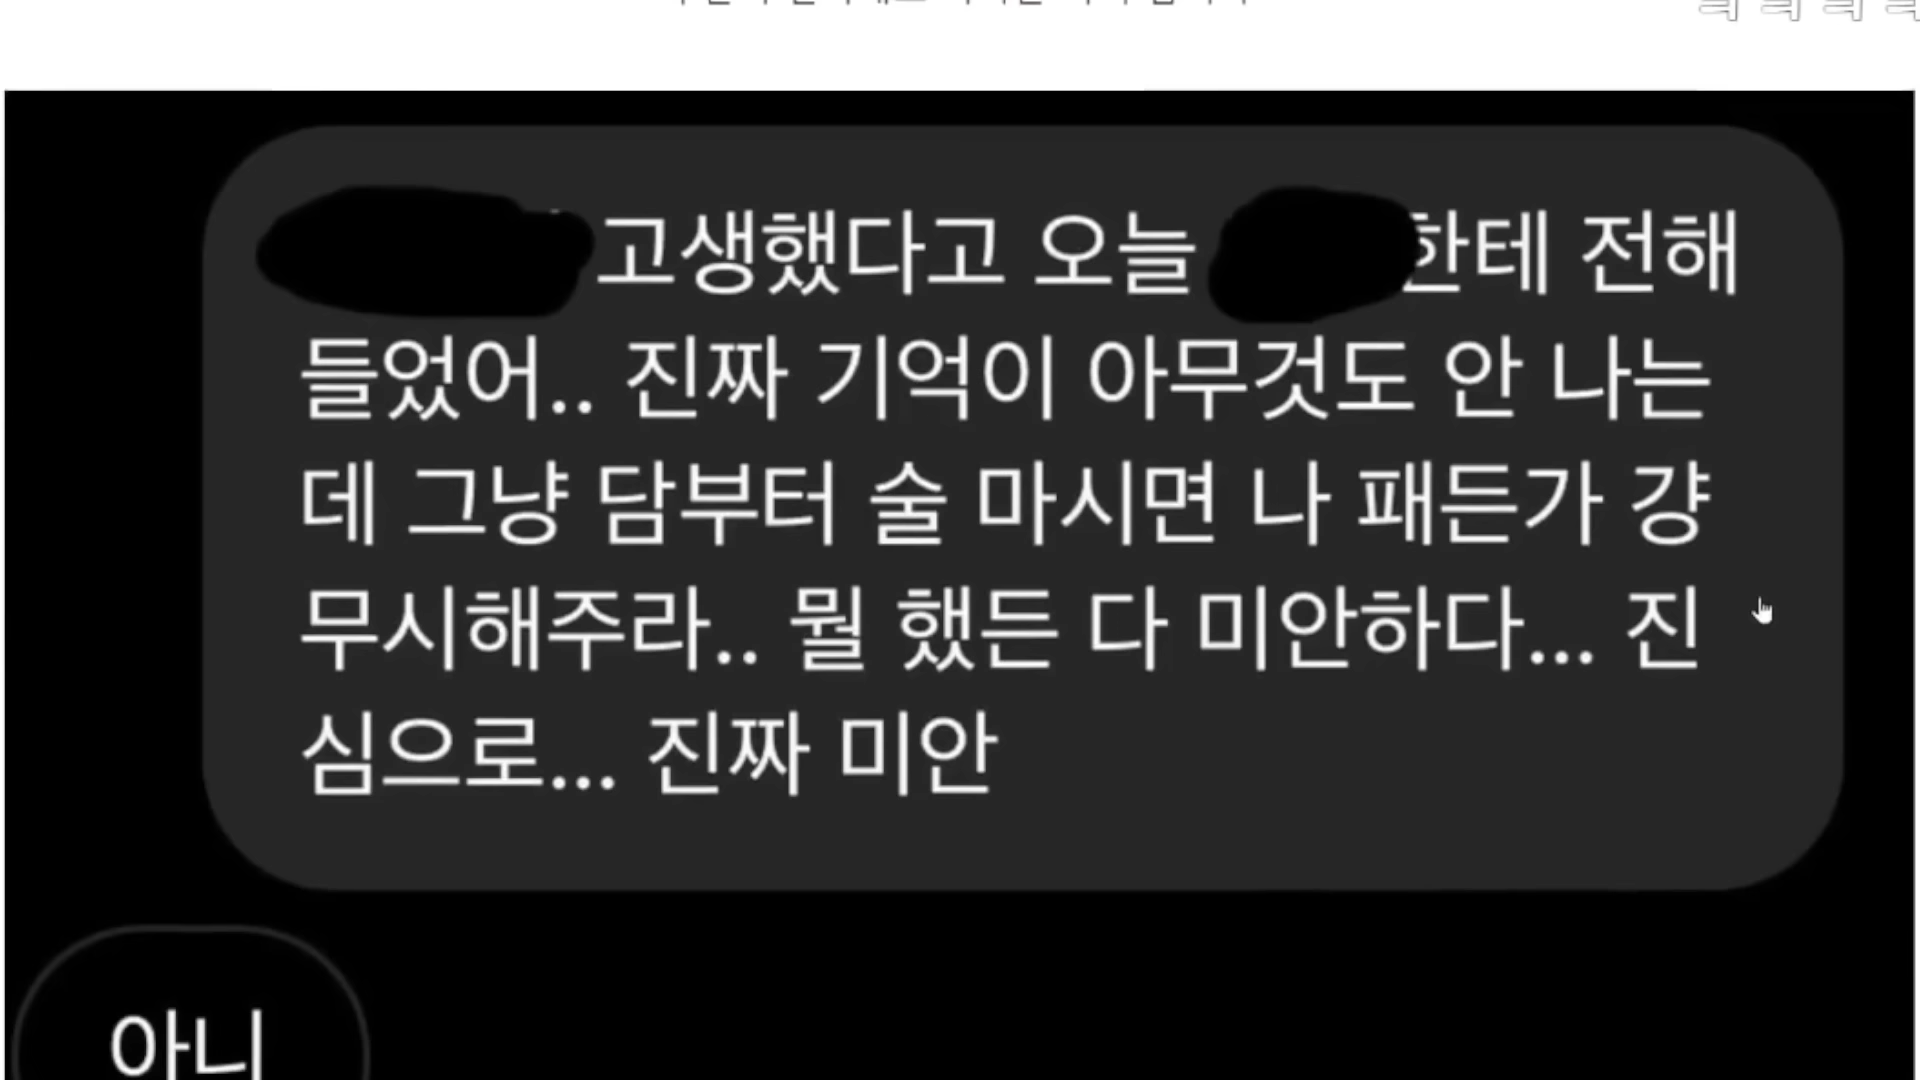 고생했다고 오늘 한테 전해
들었어.. 진짜 기억이 아무것도 안 나는
데 그냥 담부터 술 마시면 나 패든가 걍
무시해주라.. 뭘 했든 다 미안하다... 진
심으로... 진짜 미안
아니